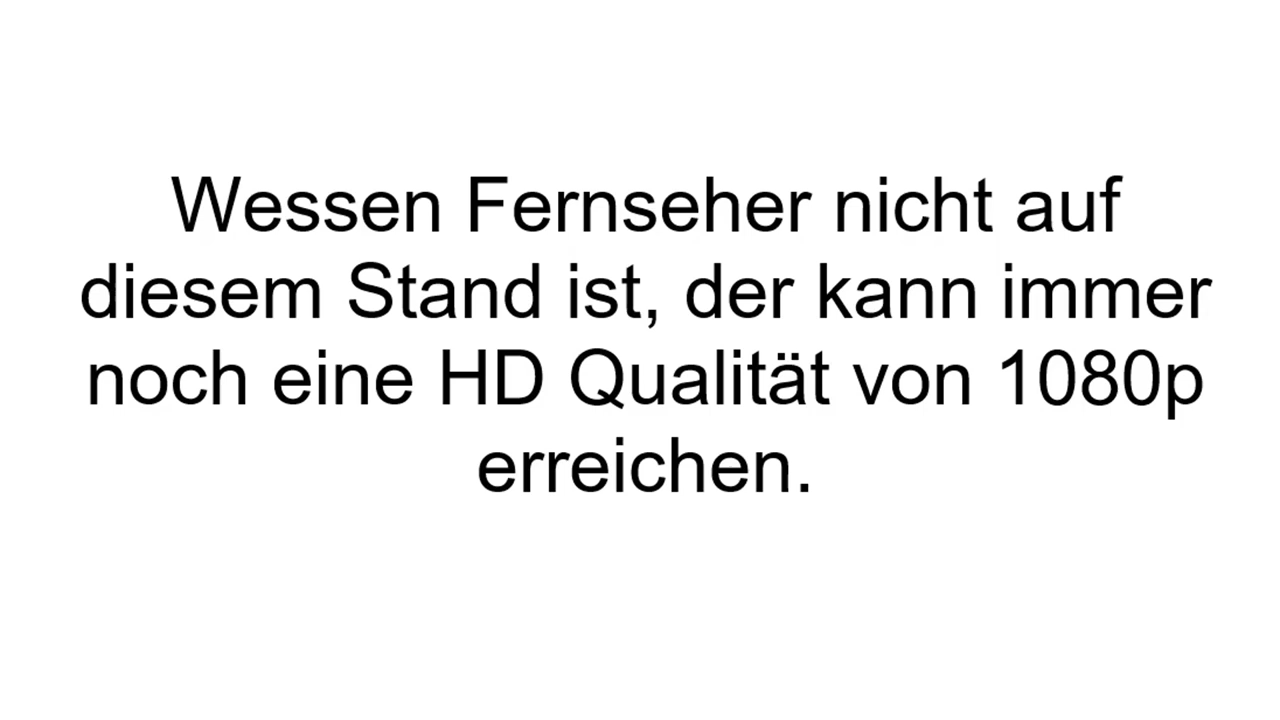 Wessen Fernseher nicht auf
diesem Stand ist, der kann immer
noch eine HD Qualität von 1080p
erreichen.